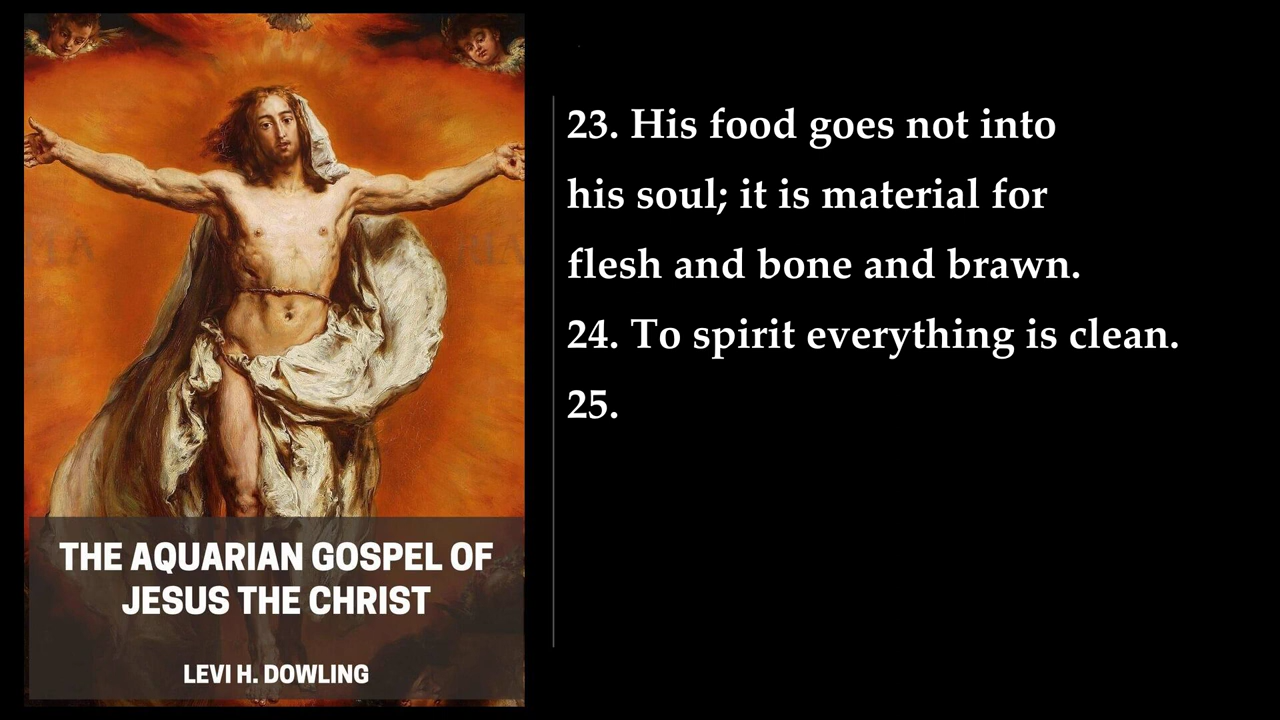 THE AQUARIAN GOSPEL OF
JESUS THE CHRIST
LEVI H. DOWLING
23. His food goes not into
his soul; it is material for
flesh and bone and brawn.
24. To spirit everything is clean.
25.